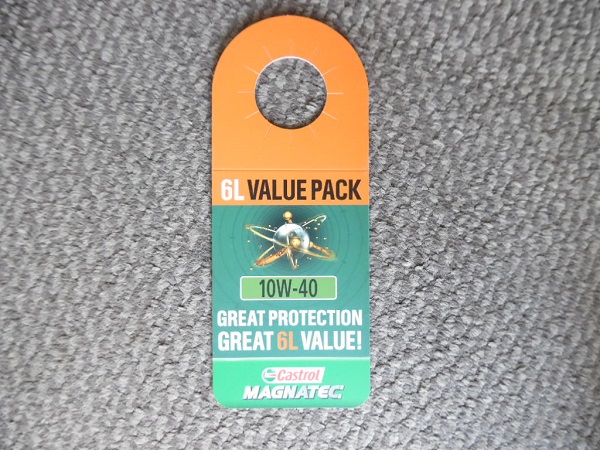 6L VALUE PACK
10W-40
GREAT PROTECTION
GREAT 6L VALUE!
Castrol
MAGNATEC